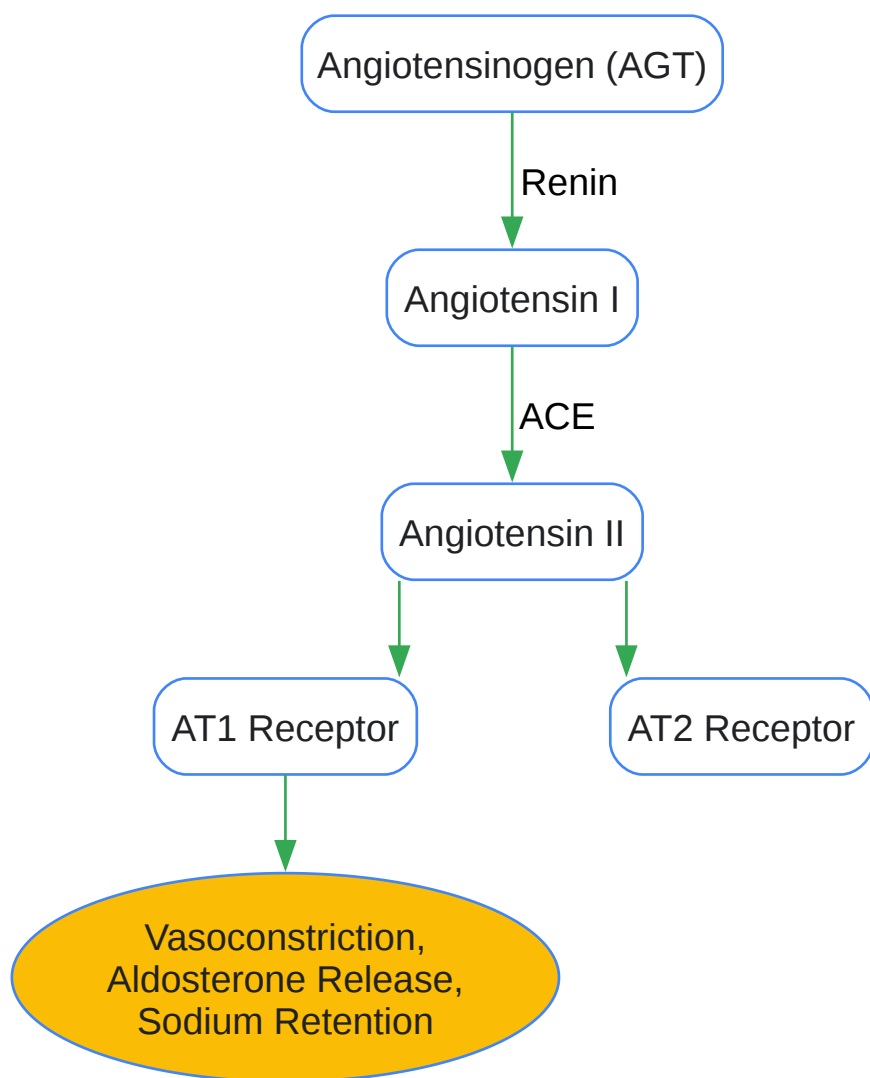 Angiotensinogen (AGT)
Renin
Angiotensin I
ACE
Angiotensin II
AT1 Receptor
AT2 Receptor
Vasoconstriction,
Aldosterone Release,
Sodium Retention